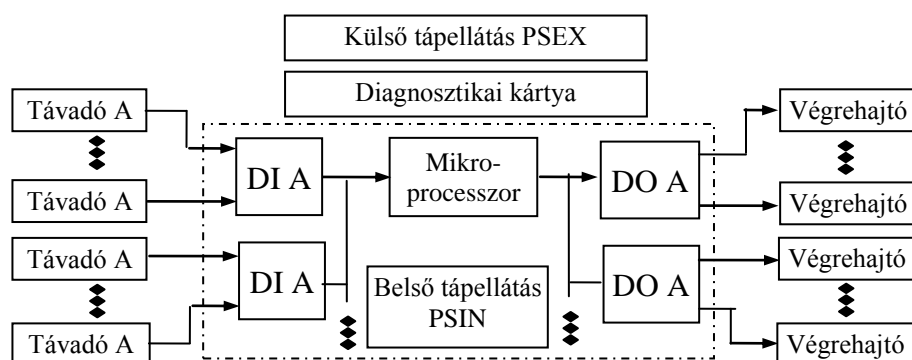 Külső tápellátás PSEX
Diagnosztikai kártya
Távadó A
Távadó A
Távadó A
Távadó A
DI A
DI A
Mikro-
processzor
Belső tápellátás
PSIN
DO A
DO A
Végrehajtó
Végrehajtó
Végrehajtó
Végrehajtó